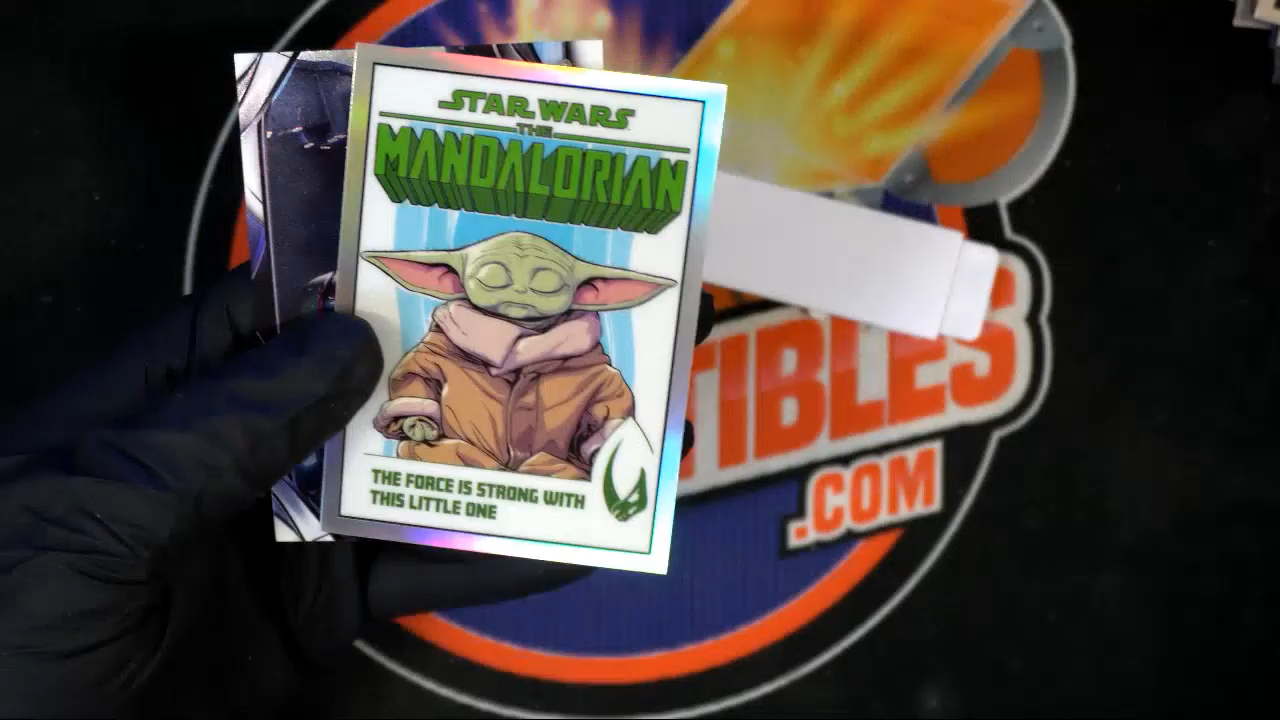 STAR WARS
THE
MANDALORIAN
THE FORCE IS STRONG WITH
THIS LITTLE ONE
TIBLES
.COM